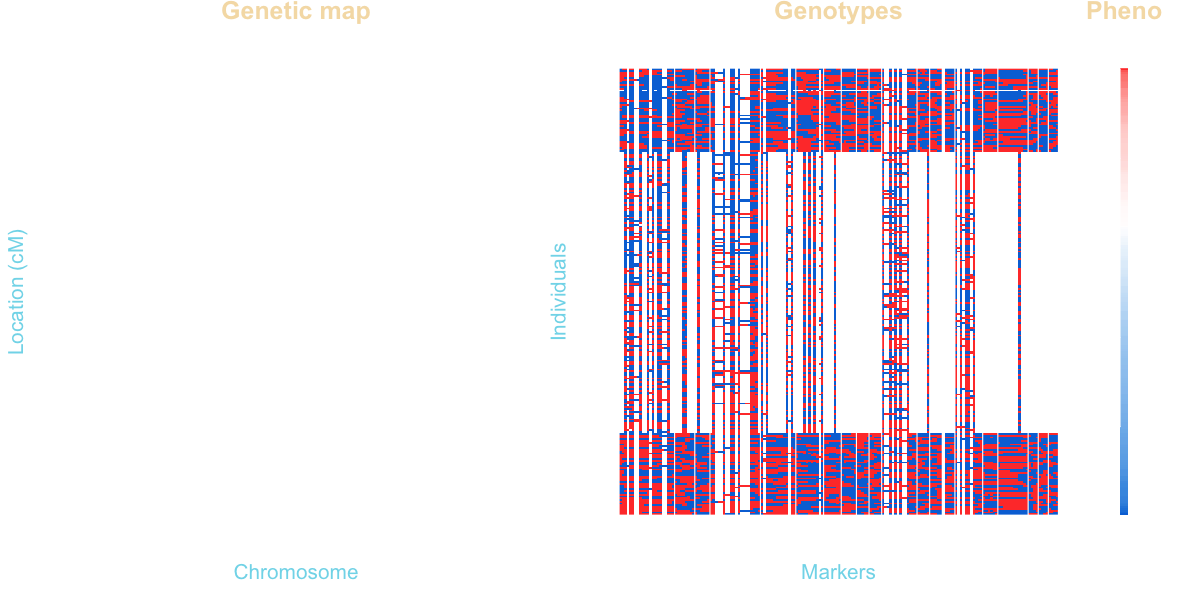 Genetic map
Genotypes
Pheno
Location (cM)
Individuals
Chromosome
Markers